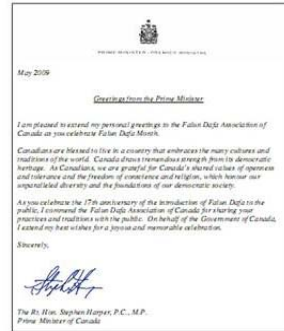 PRIME MINISTER - PREMIER MINISTRE
May 2009
Greetings from the Prime Minister
I am pleased to extend my personal greetings to the Falun Dafa Association of
Canada as you celebrate Falun Dafa Month.
Canadians are blessed to live in a country that embraces the many cultures and
traditions of the world. Canada draws tremendous strength from its democratic
heritage. As Canadians, we are grateful for Canada's shared values of openness
and tolerance and the freedom of conscience and religion, which honour our
unparalleled diversity and the foundations of our democratic society.
As you celebrate the 17th anniversary of the introduction of Falun Dafa to the
public, I commend the Falun Dafa Association of Canada for sharing your
practices and traditions with the public. On behalf of the Government of Canada,
I extend my best wishes for a joyous and memorable celebration.
Sincerely,
The Rt. Hon. Stephen Harper, P.C., M.P.
Prime Minister of Canada